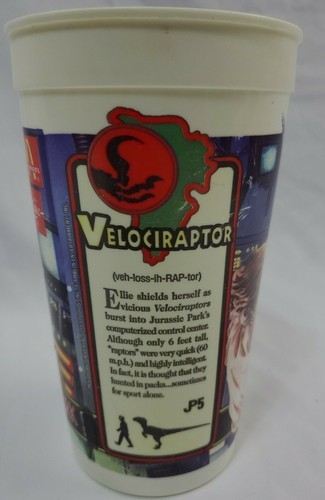 VELOCIRAPTOR
(veh-loss-ih-RAP-tor)
Ellie shields herself as
vicious Velociraptors
burst into Jurassic Park's
computerized control center.
Although only 6 feet tall,
"raptors" were very quick (60
m.p.h.) and highly intelligent.
In fact, it is thought that they
hunted in packs...sometimes
for sport alone.
JP5